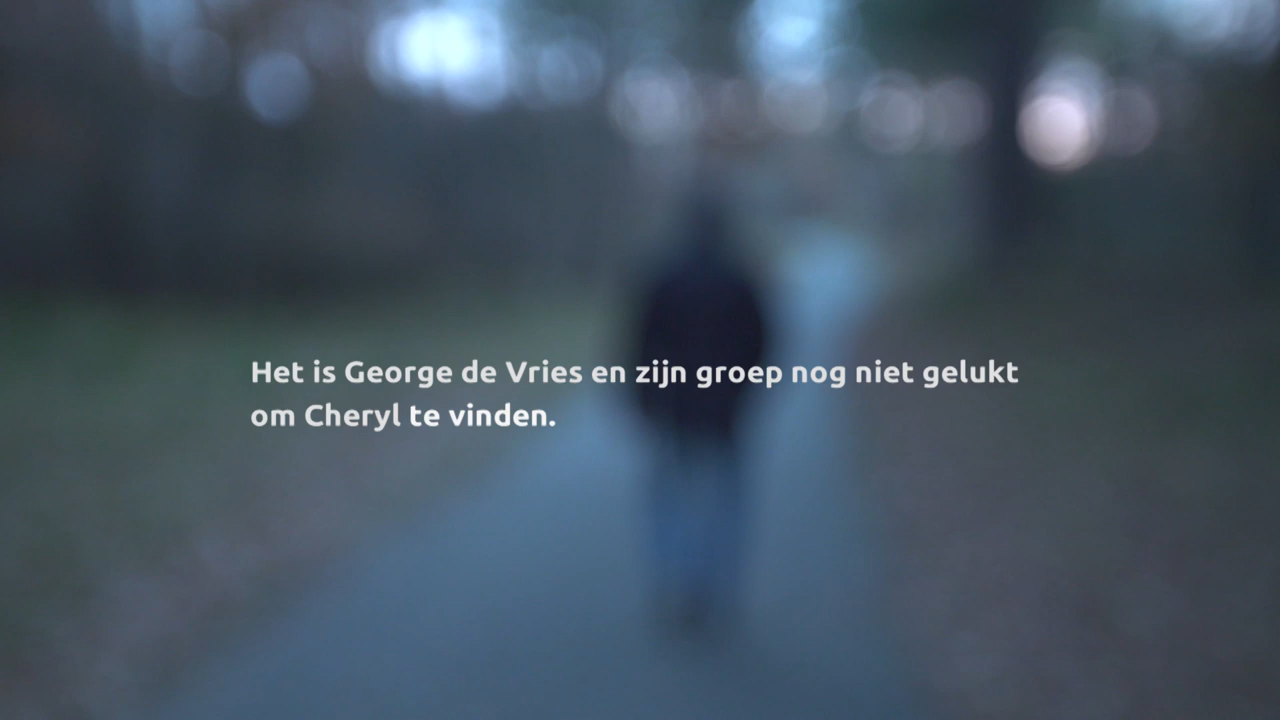 Het is George de Vries en zijn groep nog niet gelukt
om Cheryl te vinden.